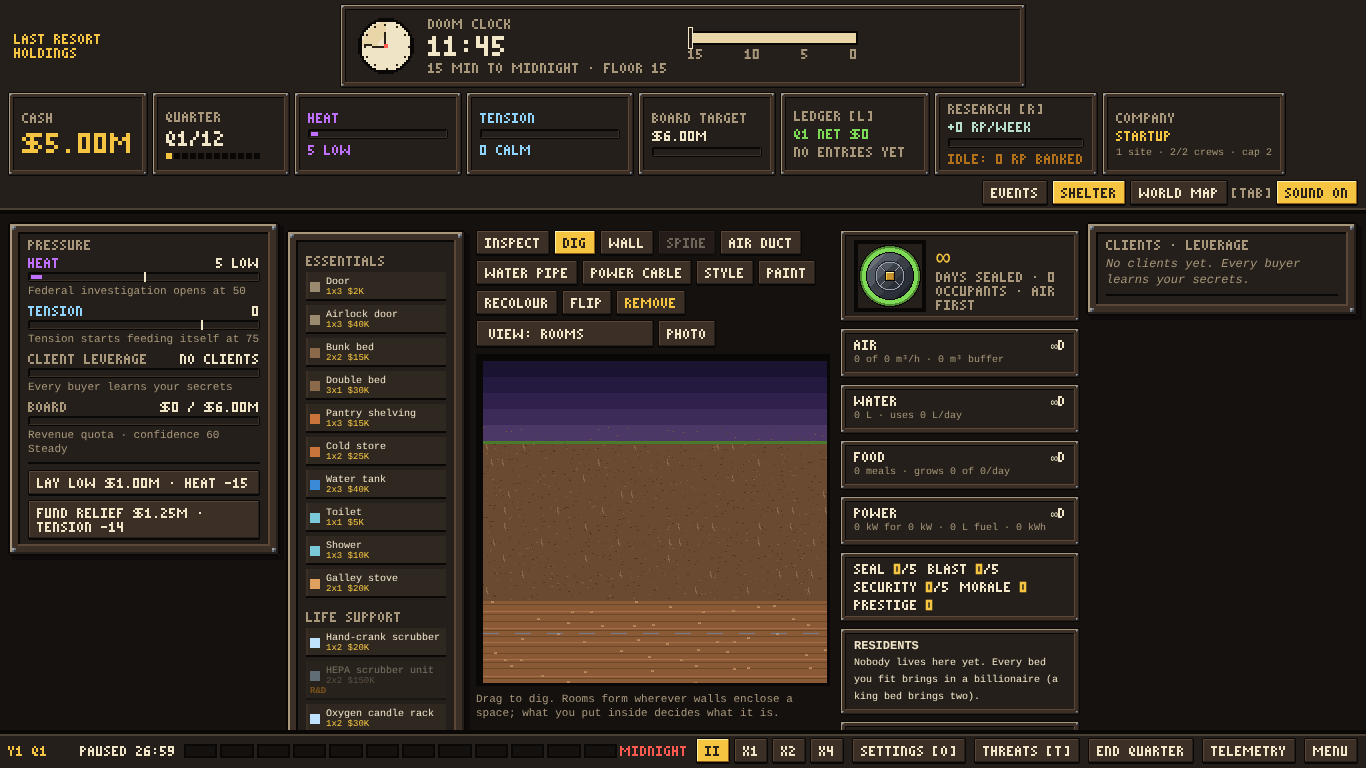 LAST RESORT
HOLDINGS
DOOM CLOCK
11:45
15 MIN TO MIDNIGHT · FLOOR 15
15 10 5 0
CASH
$5.00M
QUARTER
Q1/12
HEAT
5 LOW
TENSION
0 CALM
BOARD TARGET
$6.00M
LEDGER [L]
Q1 NET $0
NO ENTRIES YET
RESEARCH [R]
+0 RP/WEEK
IDLE: 0 RP BANKED
COMPANY
STARTUP
1 site · 2/2 crews · cap 2
EVENTS SHELTER WORLD MAP [TAB] SOUND ON
PRESSURE
HEAT 5 LOW
Federal investigation opens at 50
TENSION 0
Tension starts feeding itself at 75
CLIENT LEVERAGE NO CLIENTS
Every buyer learns your secrets
BOARD $0 / $6.00M
Revenue quota · confidence 60
Steady
LAY LOW $1.00M · HEAT -15
FUND RELIEF $1.25M ·
TENSION -14
ESSENTIALS
Door
1x3 $2K
Airlock door
1x3 $40K
Bunk bed
2x2 $15K
Double bed
3x1 $30K
Pantry shelving
1x3 $15K
Cold store
1x2 $25K
Water tank
2x3 $40K
Toilet
1x1 $5K
Shower
1x3 $10K
Galley stove
2x1 $20K
LIFE SUPPORT
Hand-crank scrubber
1x2 $20K
HEPA scrubber unit
2x2 $150K
R&D
Oxygen candle rack
1x2 $30K
INSPECT DIG WALL SPINE AIR DUCT
WATER PIPE POWER CABLE STYLE PAINT
RECOLOUR FLIP REMOVE
VIEW: ROOMS PHOTO
Drag to dig. Rooms form wherever walls enclose a
space; what you put inside decides what it is.
∞
DAYS SEALED · 0
OCCUPANTS · AIR
FIRST
AIR ∞D
0 of 0 m³/h · 0 m³ buffer
WATER ∞D
0 L · uses 0 L/day
FOOD ∞D
0 meals · grows 0 of 0/day
POWER ∞D
0 kW for 0 kW · 0 L fuel · 0 kWh
SEAL 0/5 BLAST 0/5
SECURITY 0/5 MORALE 0
PRESTIGE 0
RESIDENTS
Nobody lives here yet. Every bed
you fit brings in a billionaire (a
king bed brings two).
CLIENTS · LEVERAGE
No clients yet. Every buyer
learns your secrets.
Y1 Q1 PAUSED 26:59 MIDNIGHT II X1 X2 X4 SETTINGS [O] THREATS [T] END QUARTER TELEMETRY MENU